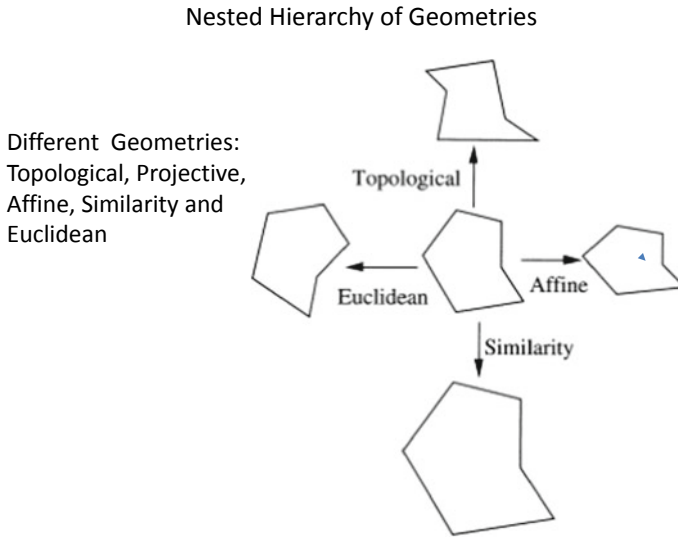 Nested Hierarchy of Geometries
Different Geometries:
Topological, Projective,
Affine, Similarity and
Euclidean
Topological
Euclidean
Affine
Similarity